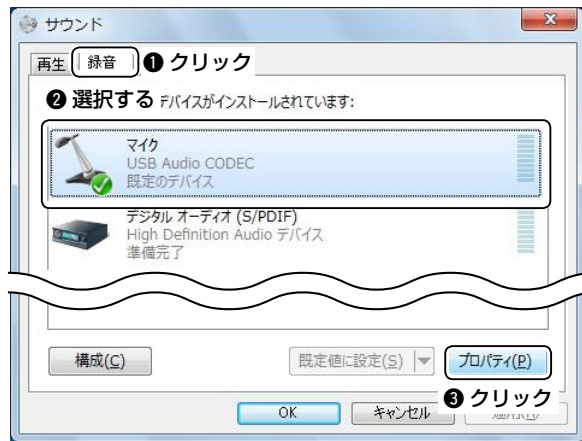 サウンド
再生 録音 ❶ クリック
❷ 選択する デバイスがインストールされています:
マイク
USB Audio CODEC
既定のデバイス
デジタル オーディオ (S/PDIF)
High Definition Audio デバイス
準備完了
構成(C) 既定値に設定(S) プロパティ(P)
❸ クリック
OK キャンセル